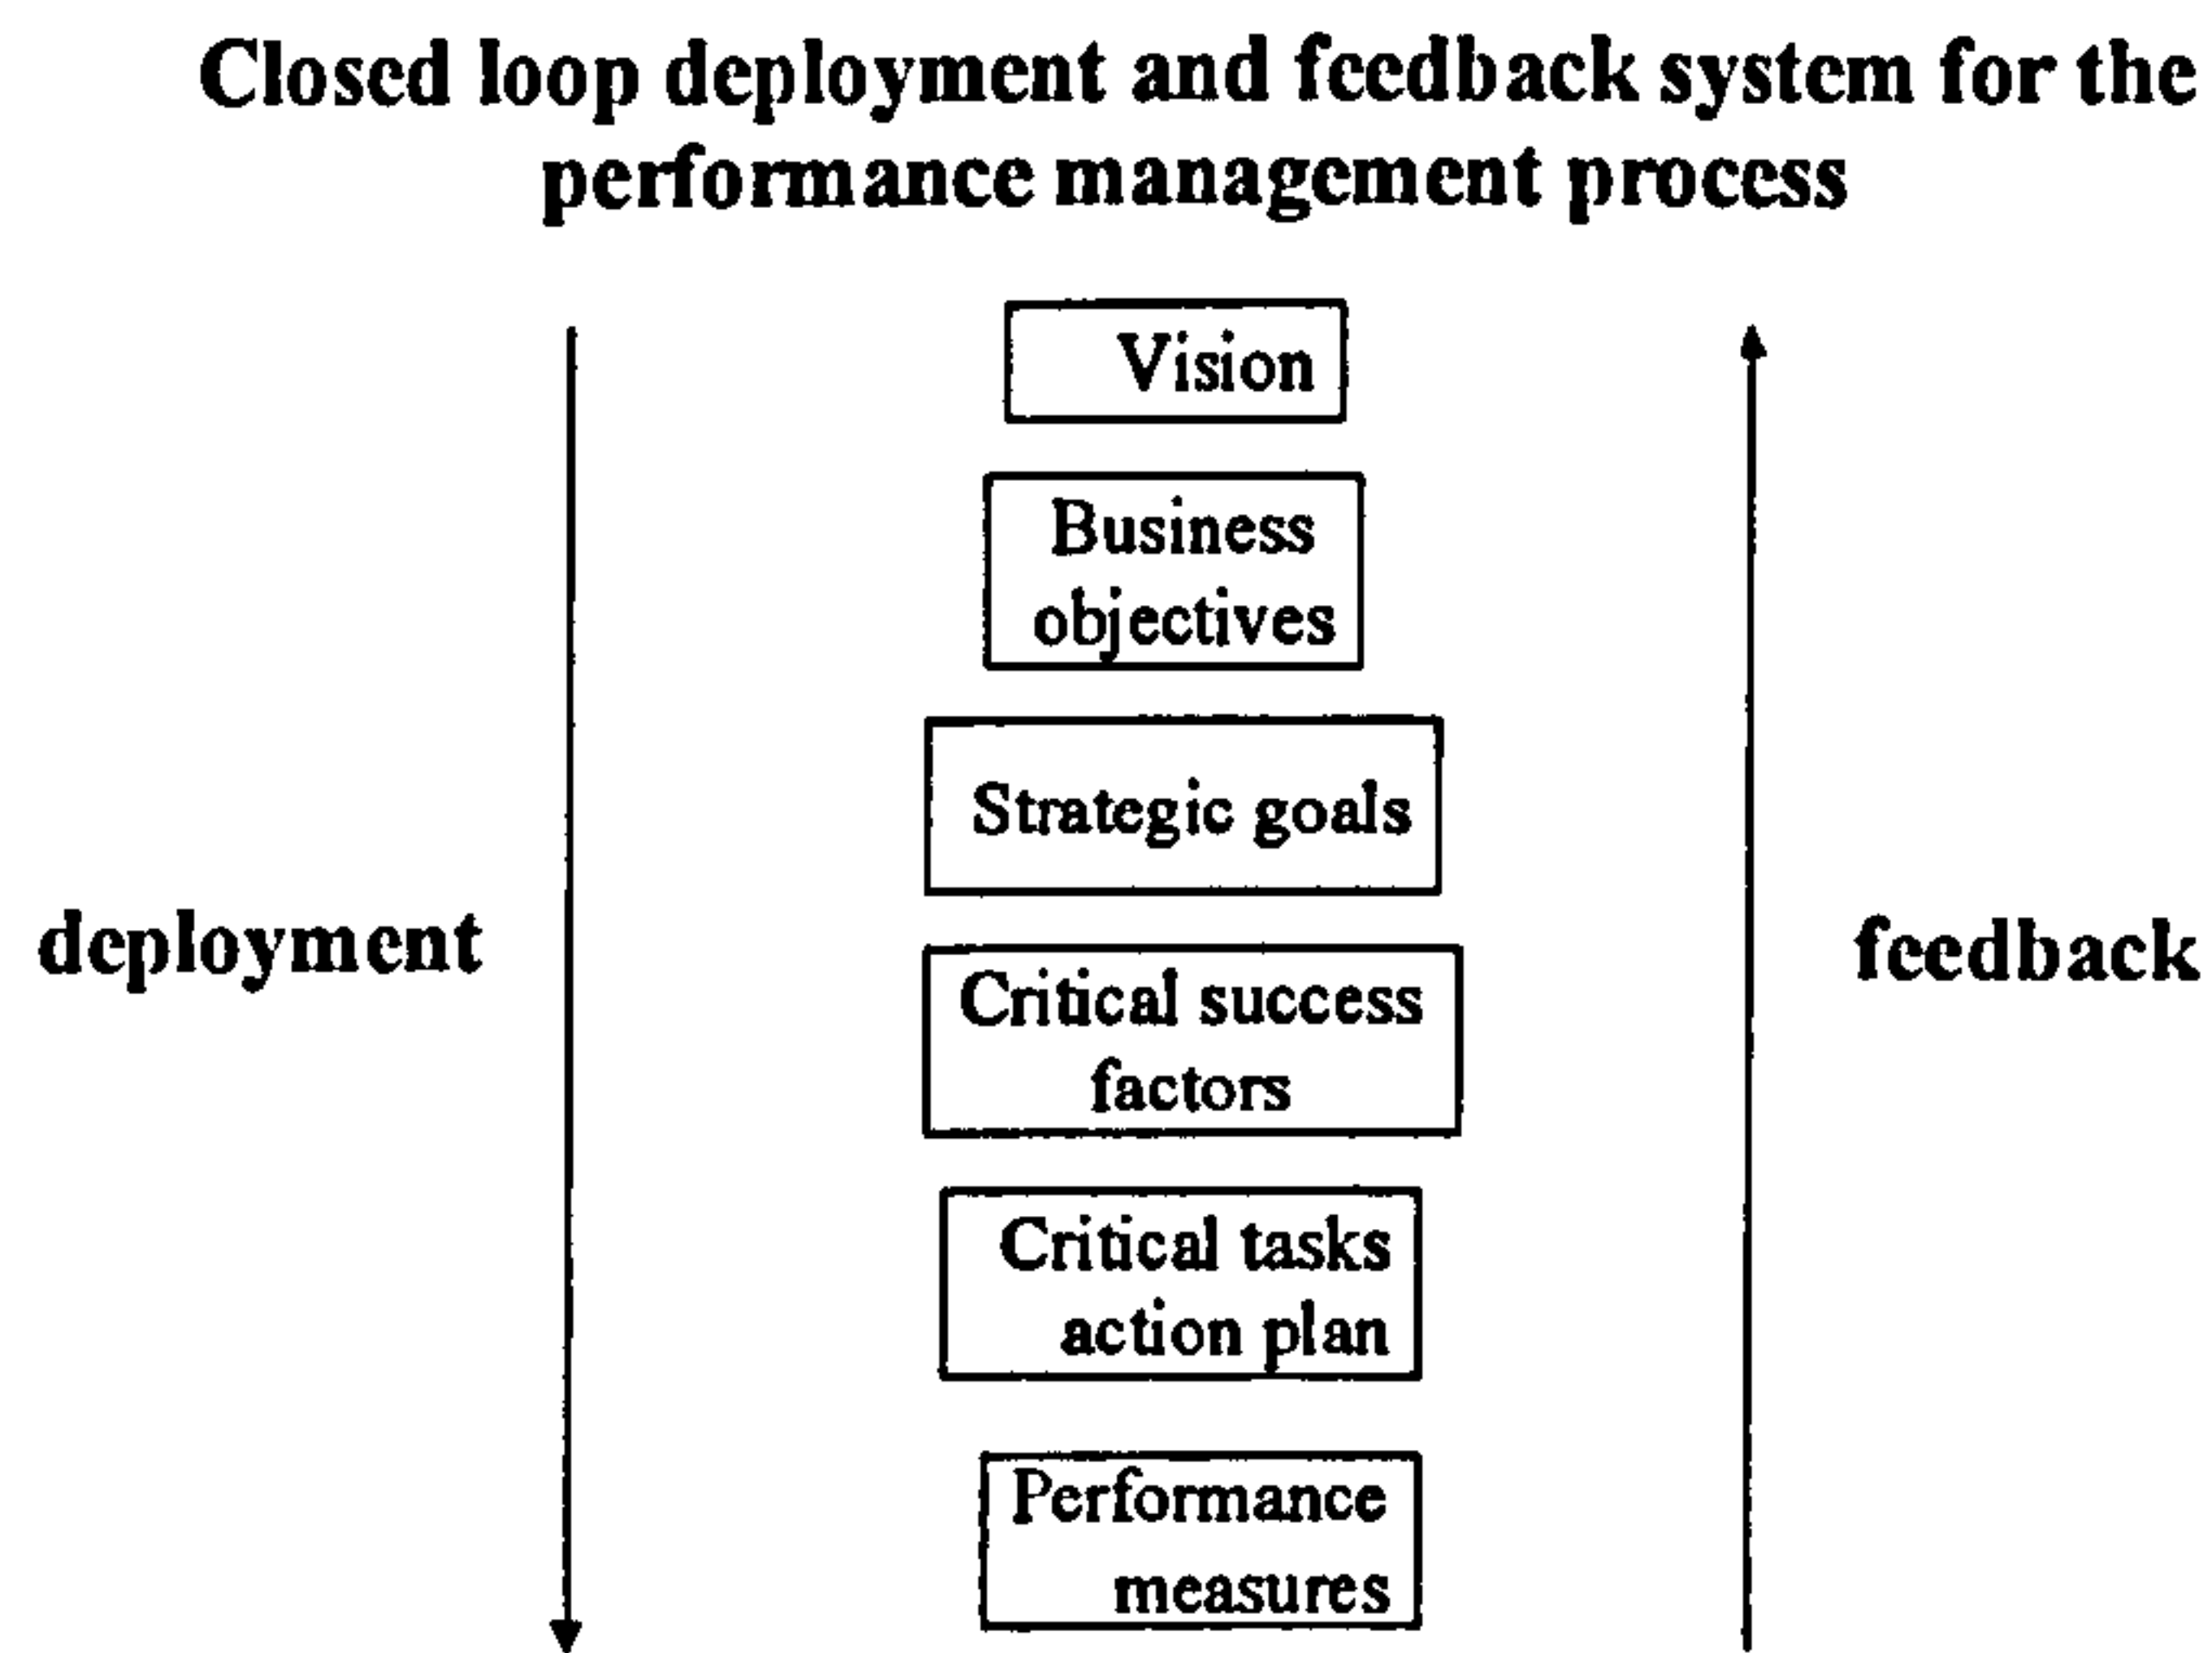 Closed loop deployment and feedback system for the
performance management process
Vision
Business
objectives
Strategic goals
deployment
feedback
Critical success
factors
Critical tasks
action plan
Performance
measures